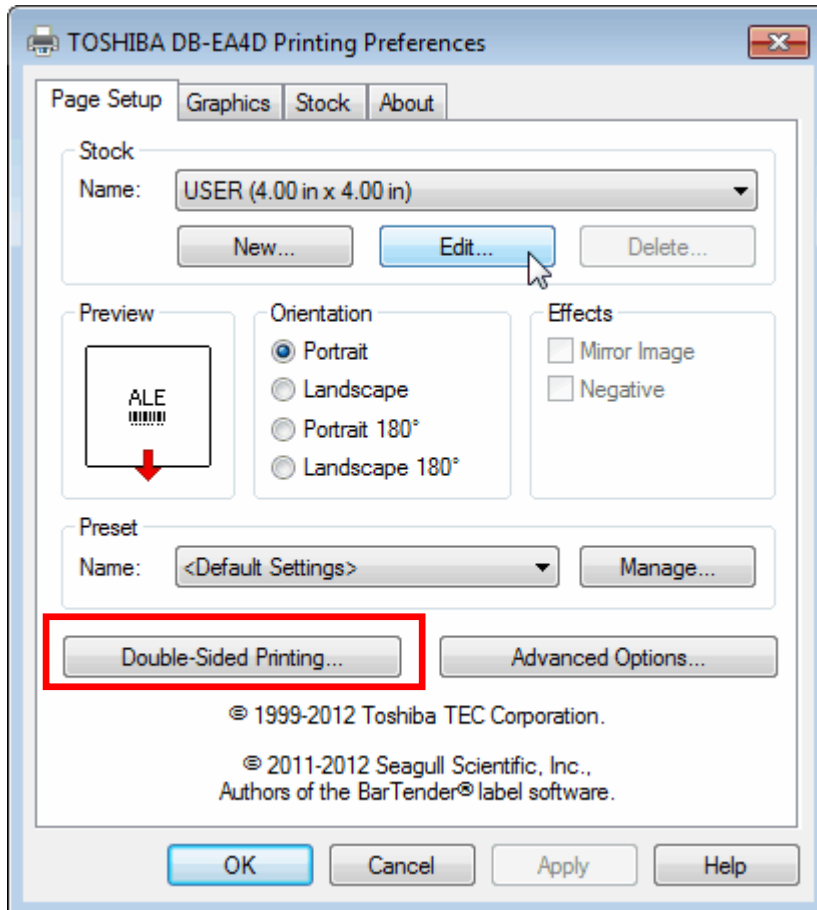 TOSHIBA DB-EA4D Printing Preferences
Page Setup Graphics Stock About
Stock
Name: USER (4.00 in x 4.00 in)
New... Edit... Delete...
Preview
ALE
Orientation
Portrait
Landscape
Portrait 180°
Landscape 180°
Effects
Mirror Image
Negative
Preset
Name: <Default Settings> Manage...
Double-Sided Printing... Advanced Options...
© 1999-2012 Toshiba TEC Corporation.
© 2011-2012 Seagull Scientific, Inc.,
Authors of the BarTender® label software.
OK Cancel Apply Help